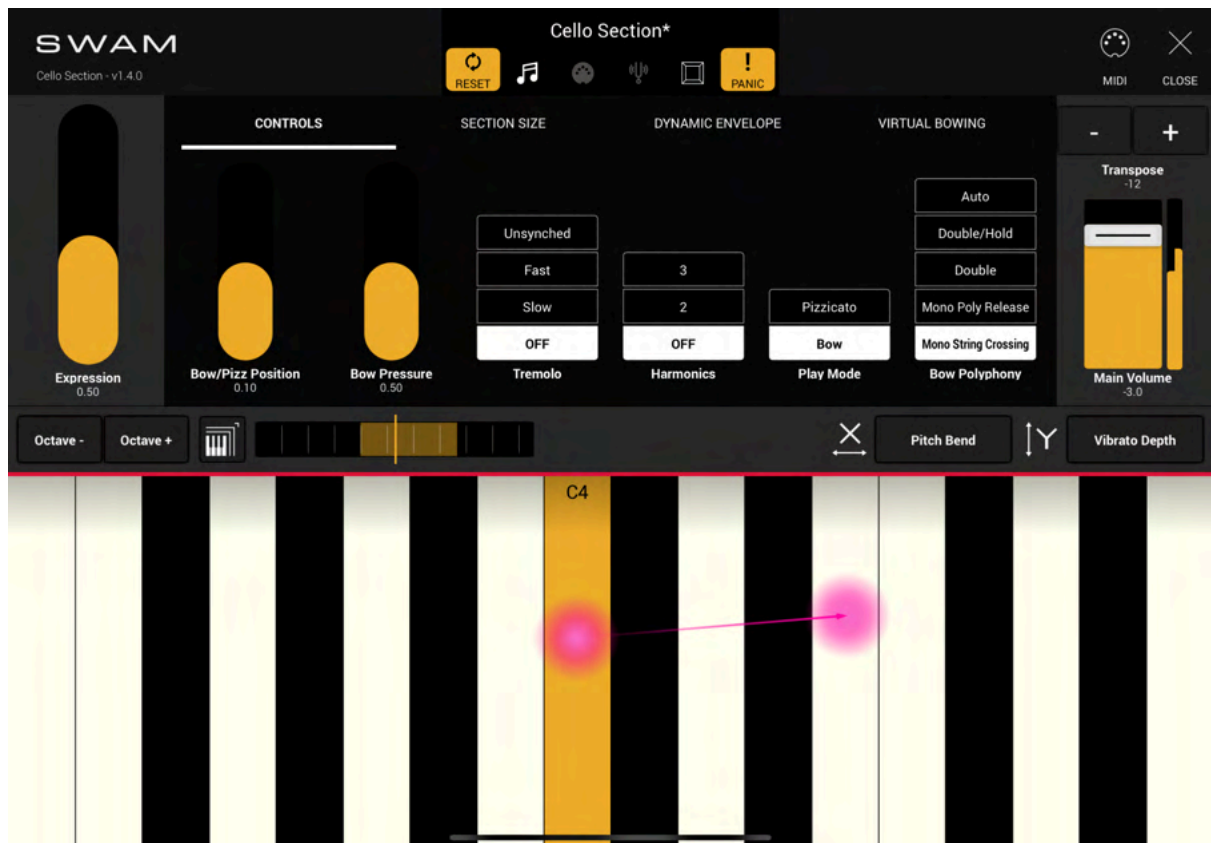 SWAM
Cello Section - v1.4.0
Cello Section*
RESET
!
PANIC
MIDI
CLOSE
CONTROLS
SECTION SIZE
DYNAMIC ENVELOPE
VIRTUAL BOWING
-
+
Transpose
-12
Auto
Unsynched
Double/Hold
Fast
3
Double
Slow
2
Pizzicato
Mono Poly Release
OFF
OFF
Bow
Mono String Crossing
Expression
0.50
Bow/Pizz Position
0.10
Bow Pressure
0.50
Tremolo
Harmonics
Play Mode
Bow Polyphony
Main Volume
-3.0
Octave -
Octave +
X
Pitch Bend
Y
Vibrato Depth
C4